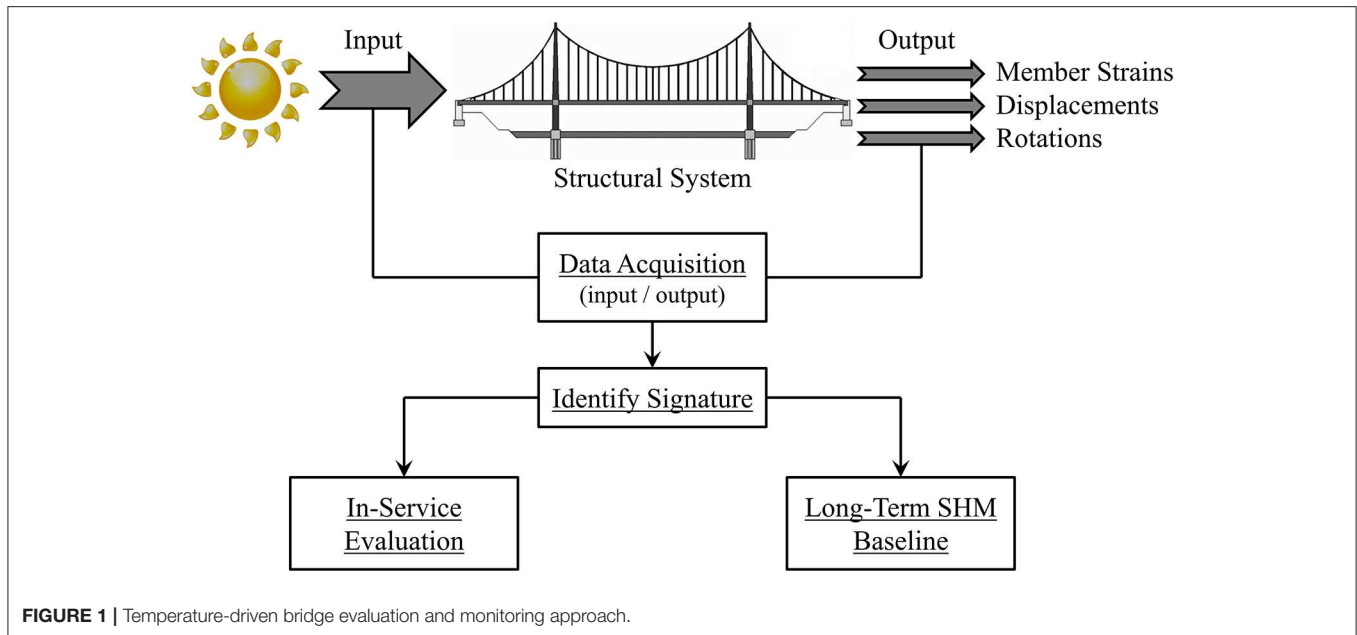 Input
Output
Member Strains
Displacements
Rotations
Structural System
Data Acquisition
(input / output)
Identify Signature
In-Service
Evaluation
Long-Term SHM
Baseline
FIGURE 1 | Temperature-driven bridge evaluation and monitoring approach.